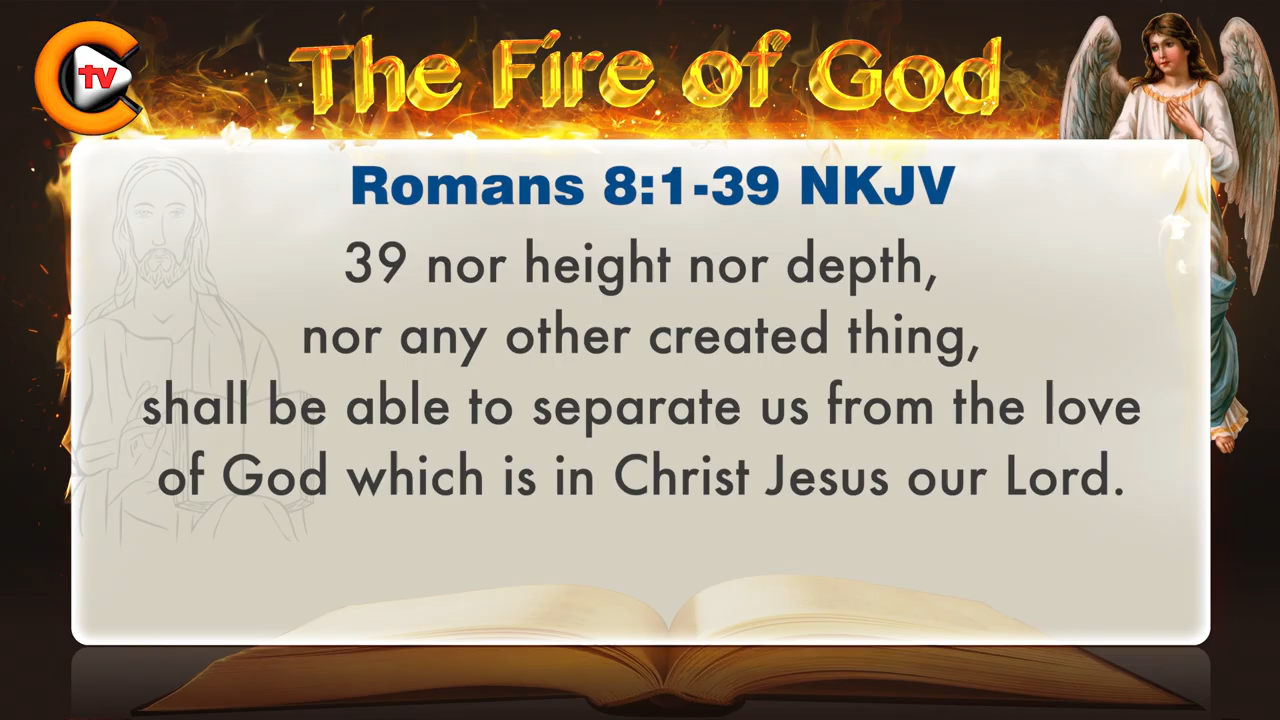 tv
The Fire of God
Romans 8:1-39 NKJV
39 nor height nor depth,
nor any other created thing,
shall be able to separate us from the love
of God which is in Christ Jesus our Lord.